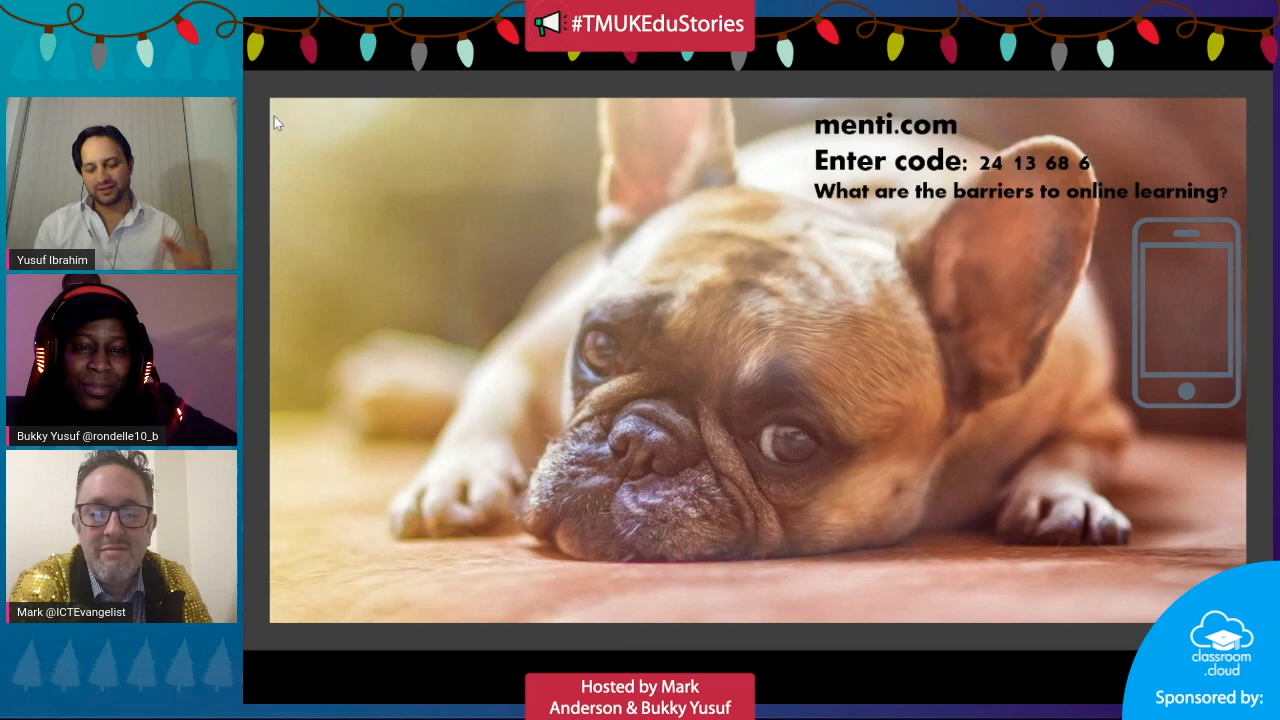 #TMUKEduStories
menti.com
Enter code: 24 13 68 6
What are the barriers to online learning?
Yusuf Ibrahim
Bukky Yusuf @rondelle10_b
Mark @ICTEvangelist
classroom
.cloud
Sponsored by:
Hosted by Mark
Anderson & Bukky Yusuf